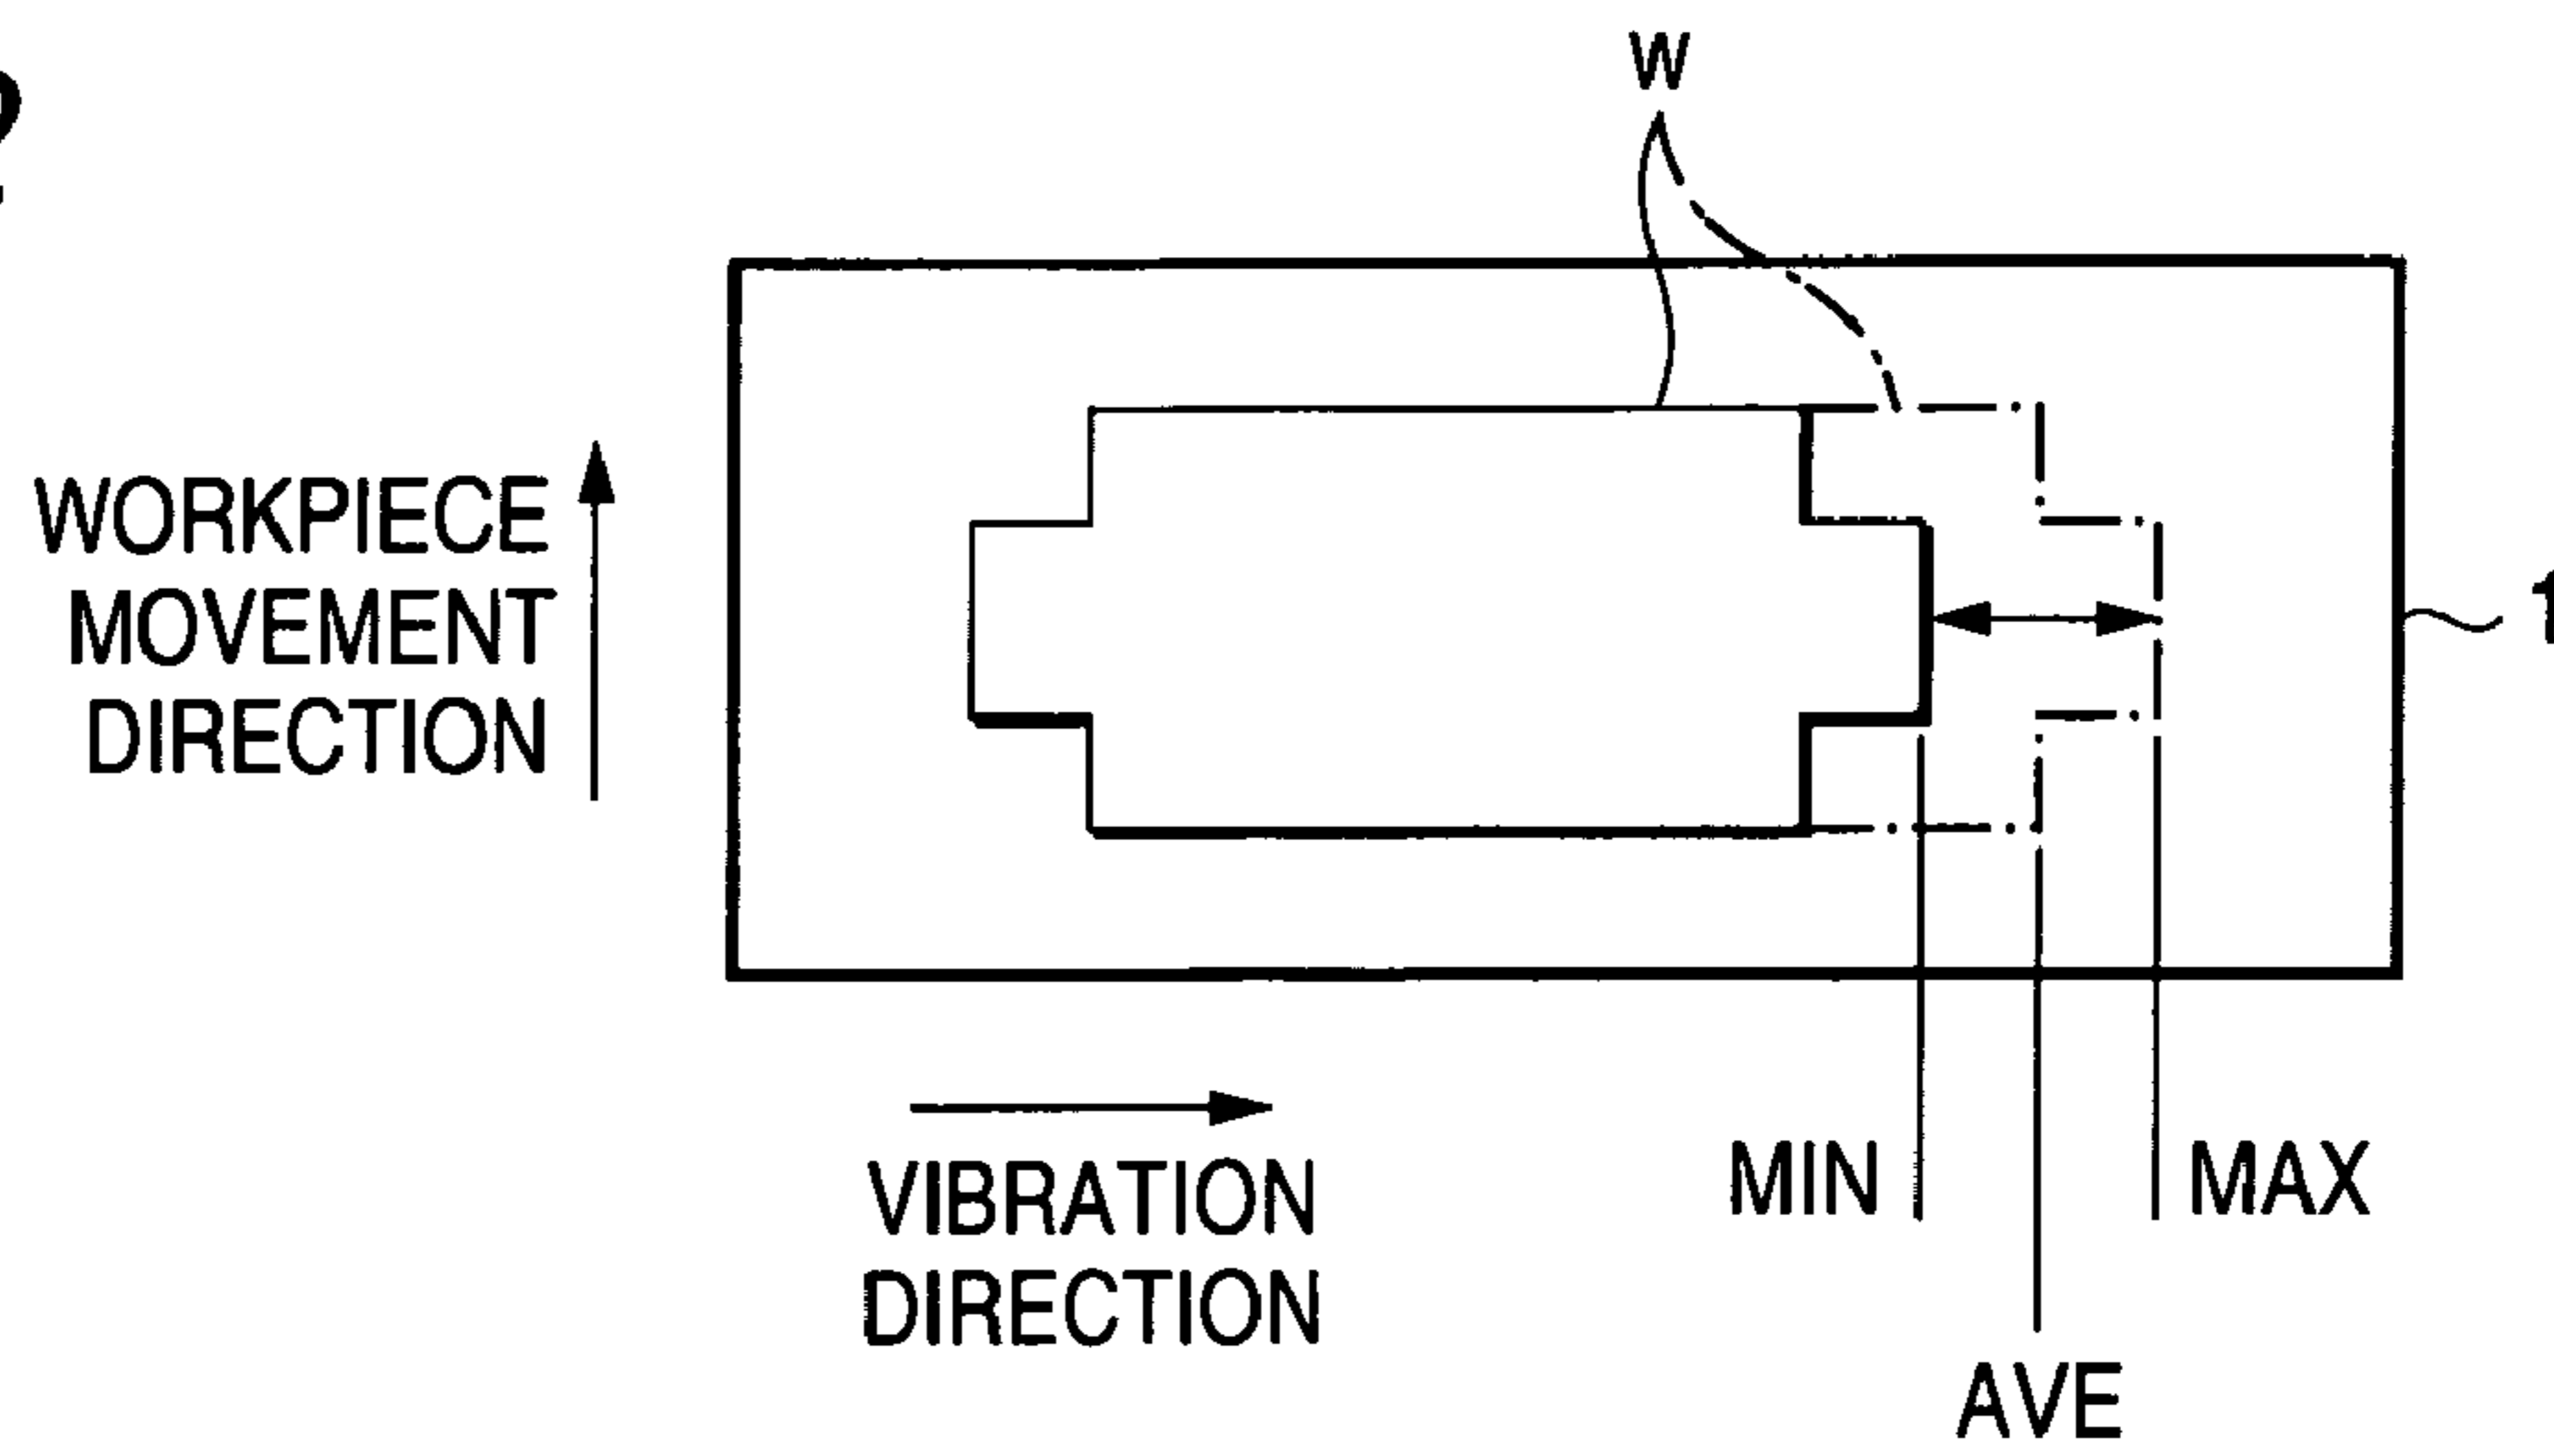 W
WORKPIECE
MOVEMENT
DIRECTION
VIBRATION
DIRECTION
MIN
MAX
AVE